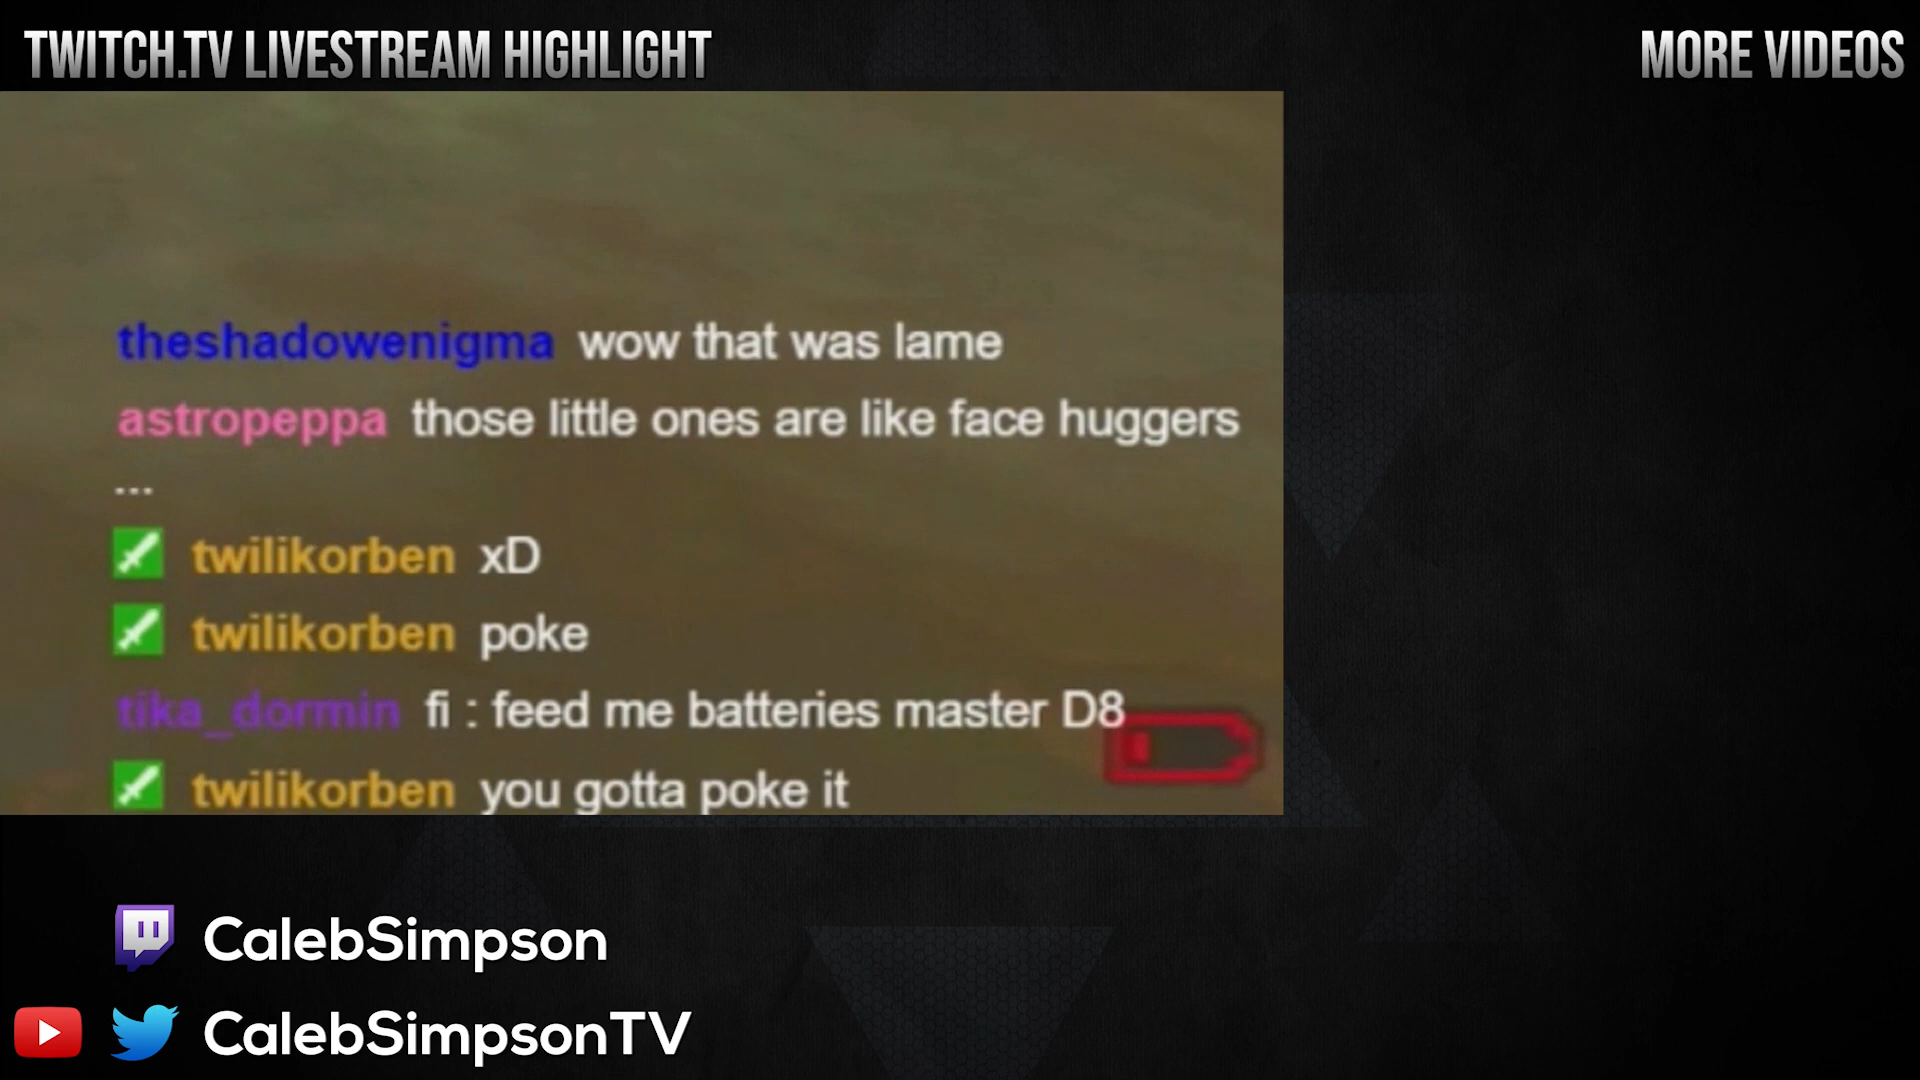 TWITCH.TV LIVESTREAM HIGHLIGHT
MORE VIDEOS
theshadowenigma wow that was lame
astropeppa those little ones are like face huggers
...
twilikorben xD
twilikorben poke
tika_dormin fi : feed me batteries master D8
twilikorben you gotta poke it
CalebSimpson
CalebSimpsonTV